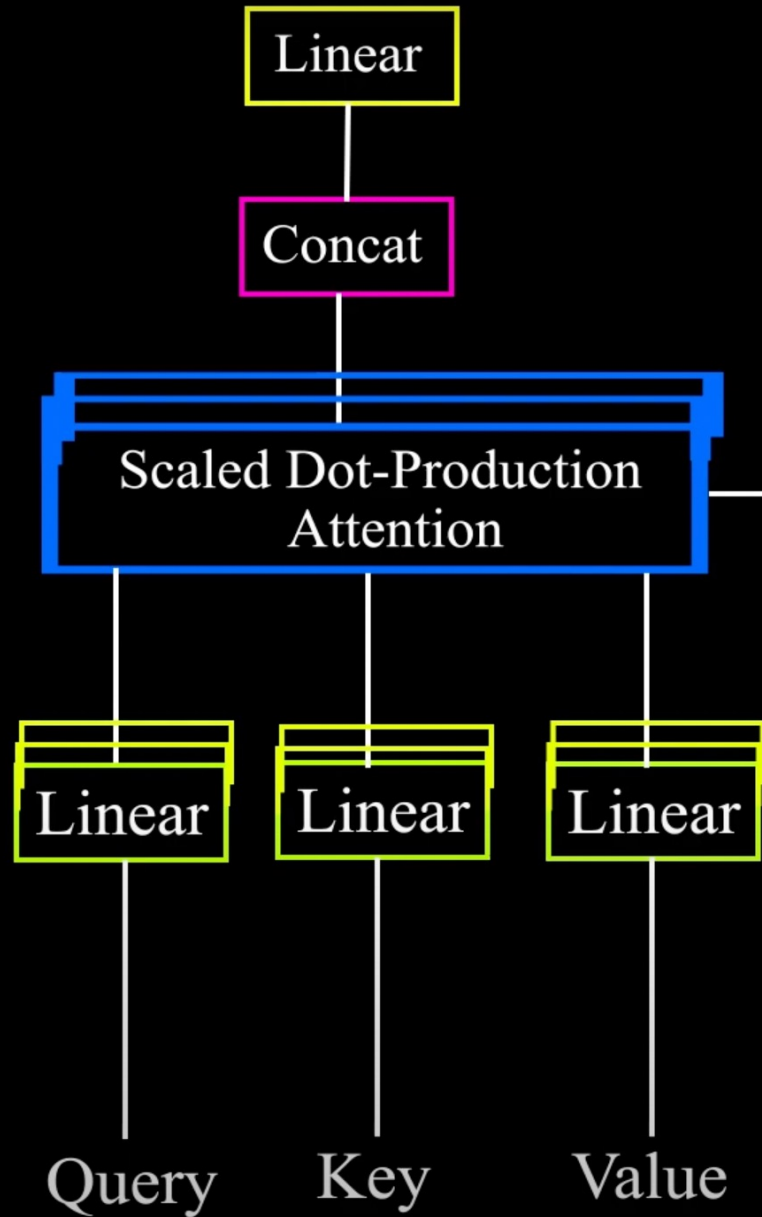 Linear
Concat
Scaled Dot-Production
Attention
Linear
Linear
Linear
Query
Key
Value